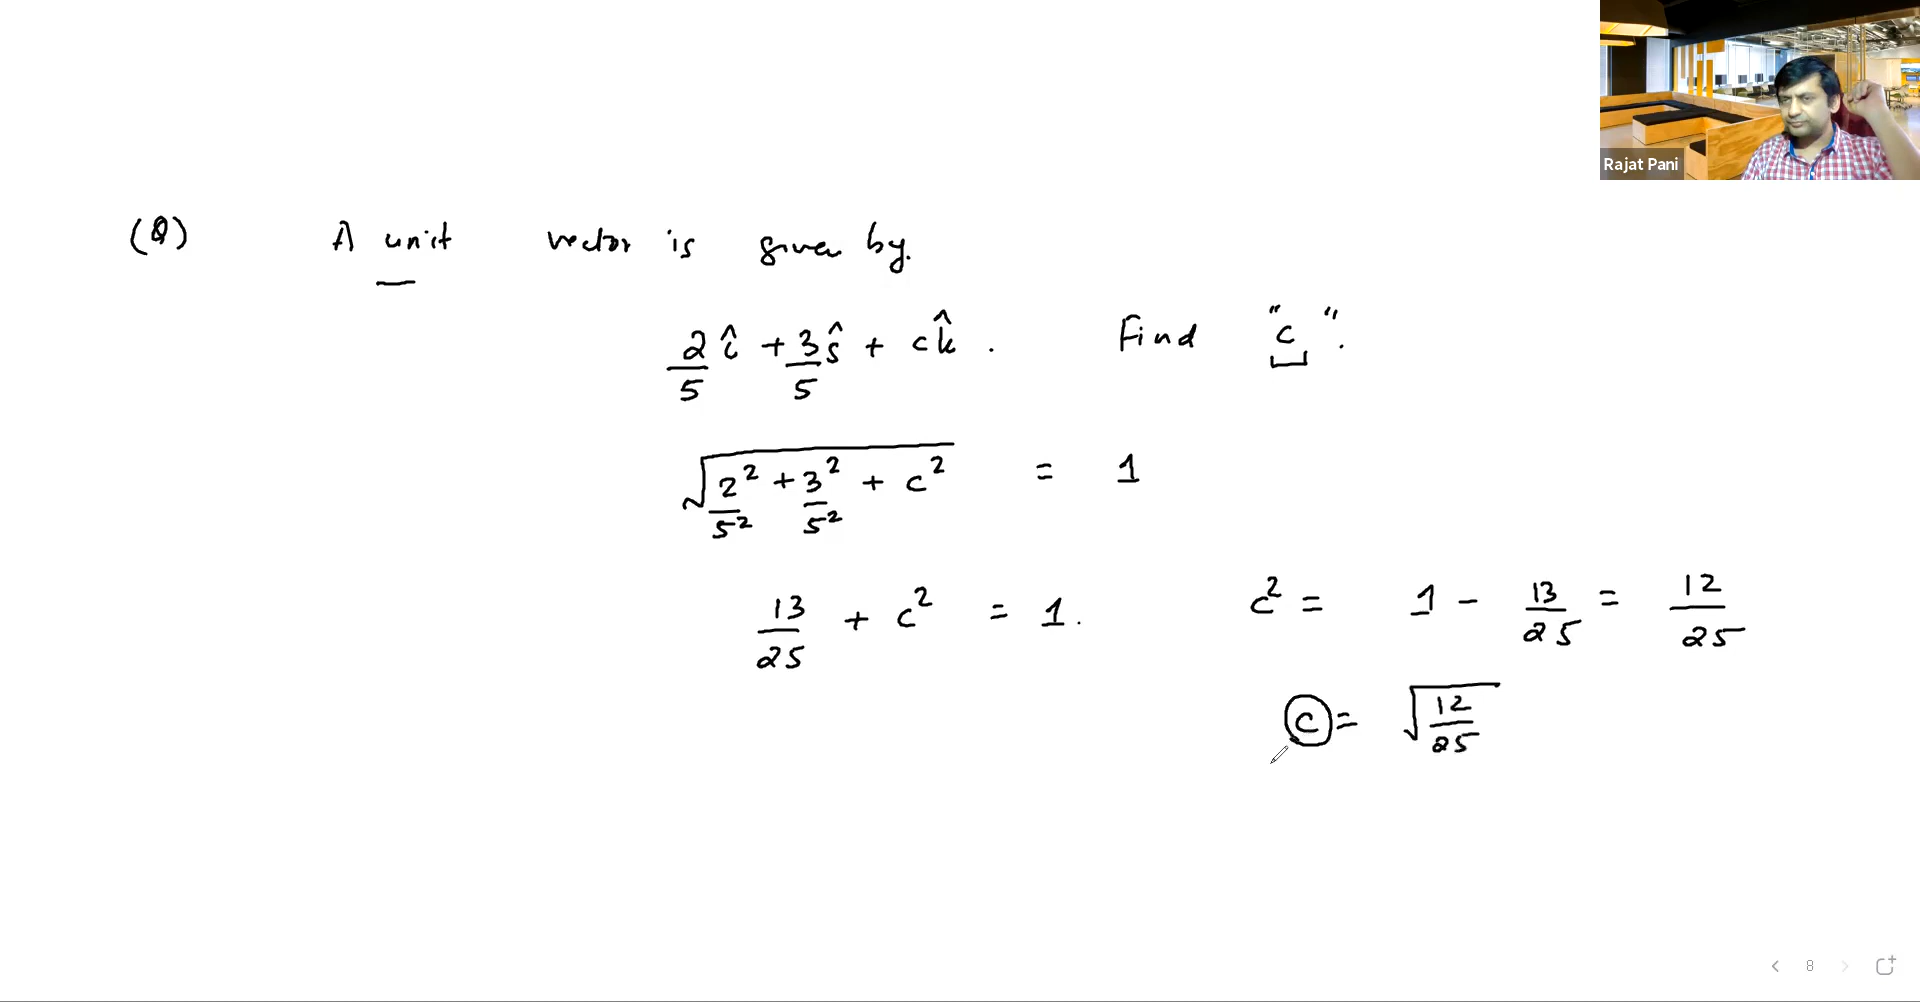 Rajat Pani
(Q) A unit vector is given by.
2/5 î + 3/5 ĵ + c k̂ . Find "c".
√(2²/5² + 3²/5² + c²) = 1
13/25 + c² = 1. c² = 1 - 13/25 = 12/25
c = √(12/25)
8